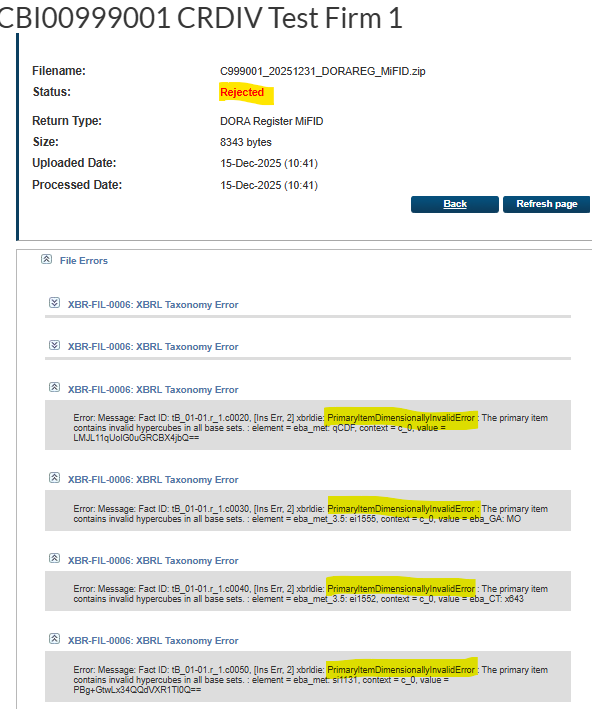 CBI00999001 CRDIV Test Firm 1
Filename: C999001_20251231_DORAREG_MiFID.zip
Status: Rejected
Return Type: DORA Register MiFID
Size: 8343 bytes
Uploaded Date: 15-Dec-2025 (10:41)
Processed Date: 15-Dec-2025 (10:41)
Back Refresh page
File Errors
XBR-FIL-0006: XBRL Taxonomy Error
XBR-FIL-0006: XBRL Taxonomy Error
XBR-FIL-0006: XBRL Taxonomy Error
Error: Message: Fact ID: tB_01-01.r_1.c0020, [Ins Err, 2] xbrldie: PrimaryItemDimensionallyInvalidError : The primary item
contains invalid hypercubes in all base sets. : element = eba_met: qCDF, context = c_0, value =
LMJL11qUolG0uGRCBX4jbQ==
XBR-FIL-0006: XBRL Taxonomy Error
Error: Message: Fact ID: tB_01-01.r_1.c0030, [Ins Err, 2] xbrldie: PrimaryItemDimensionallyInvalidError : The primary item
contains invalid hypercubes in all base sets. : element = eba_met_3.5: ei1555, context = c_0, value = eba_GA: MO
XBR-FIL-0006: XBRL Taxonomy Error
Error: Message: Fact ID: tB_01-01.r_1.c0040, [Ins Err, 2] xbrldie: PrimaryItemDimensionallyInvalidError : The primary item
contains invalid hypercubes in all base sets. : element = eba_met_3.5: ei1552, context = c_0, value = eba_CT: x643
XBR-FIL-0006: XBRL Taxonomy Error
Error: Message: Fact ID: tB_01-01.r_1.c0050, [Ins Err, 2] xbrldie: PrimaryItemDimensionallyInvalidError : The primary item
contains invalid hypercubes in all base sets. : element = eba_met: si1131, context = c_0, value =
PBg+GtwLx34QQdVXR1Tl0Q==